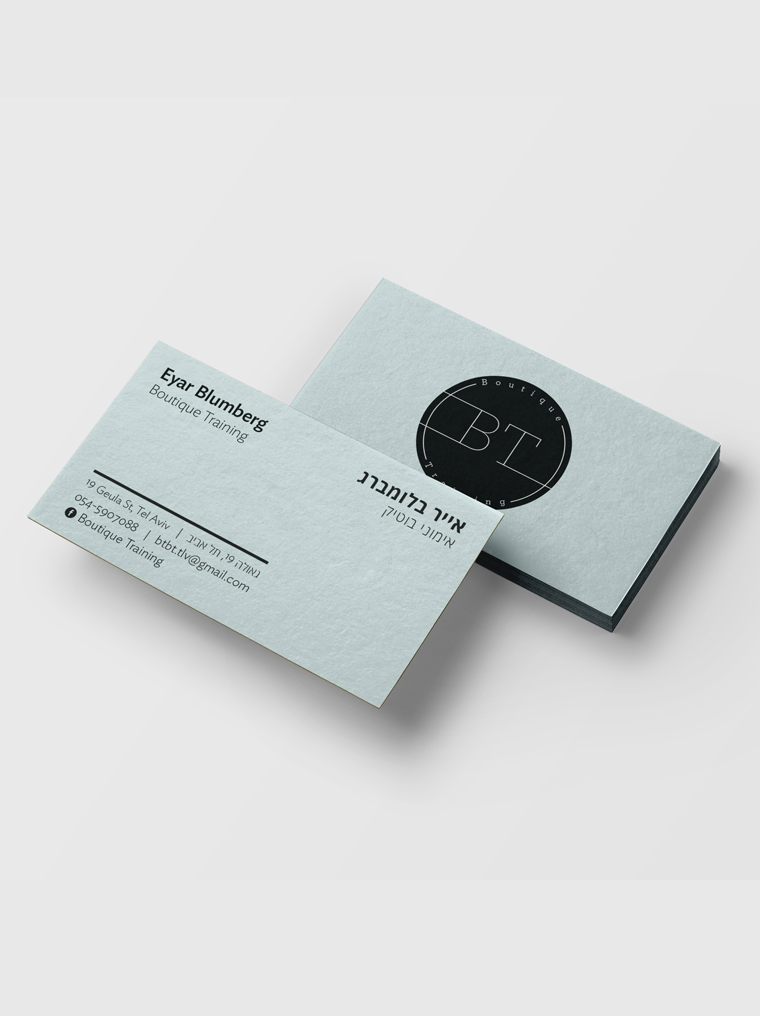 Eyar Blumberg
Boutique Training
אייר בלומברג
אימוני בוטיק
19 Geula St, Tel Aviv | גאולה 19, תל אביב
054-5907088 | btbt.tlv@gmail.com
Boutique Training
Boutique
BT